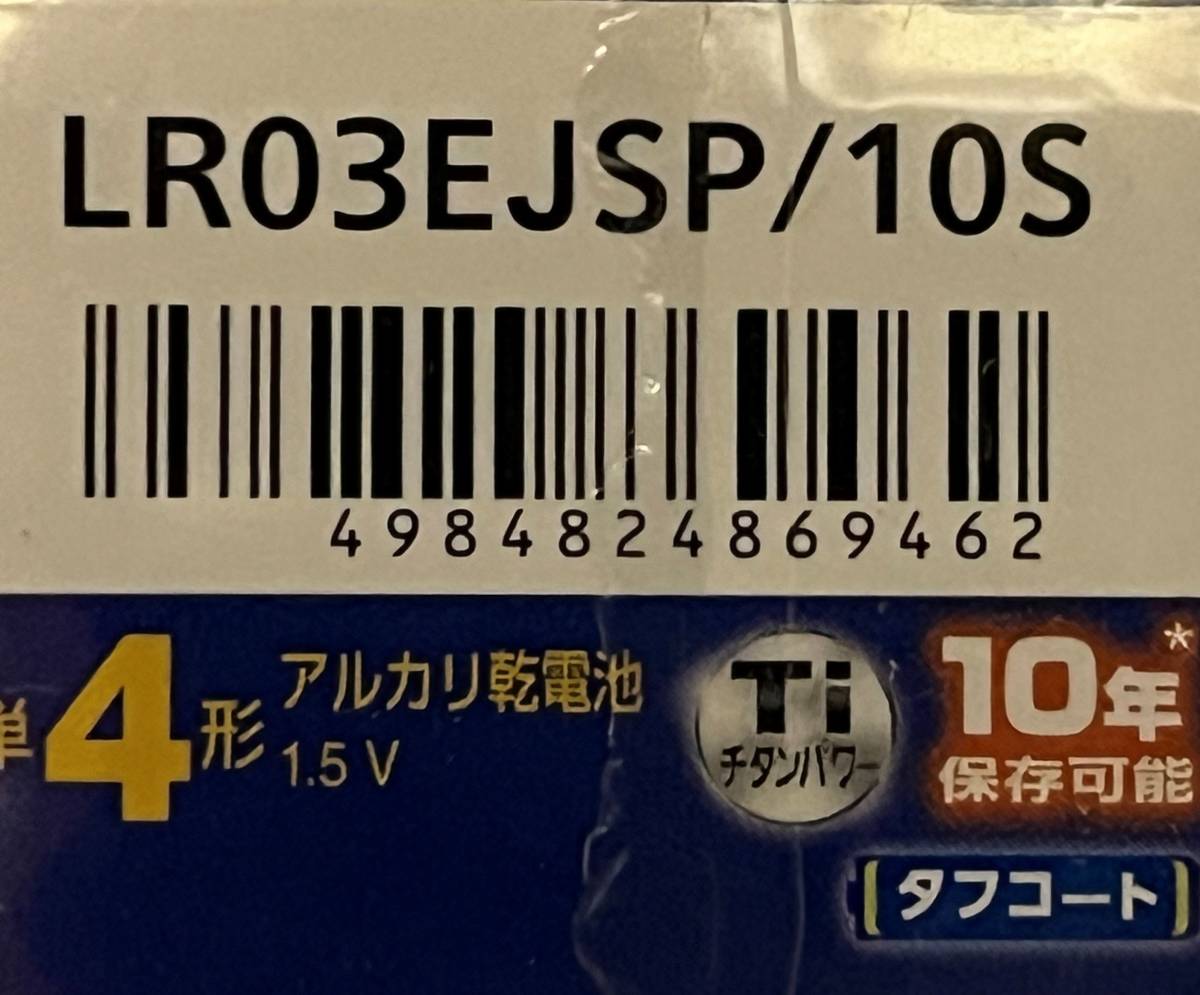 LR03EJSP/10S
4984824869462
単4形 アルカリ乾電池
1.5 V
Ti
チタンパワー
10年*
保存可能
タフコート